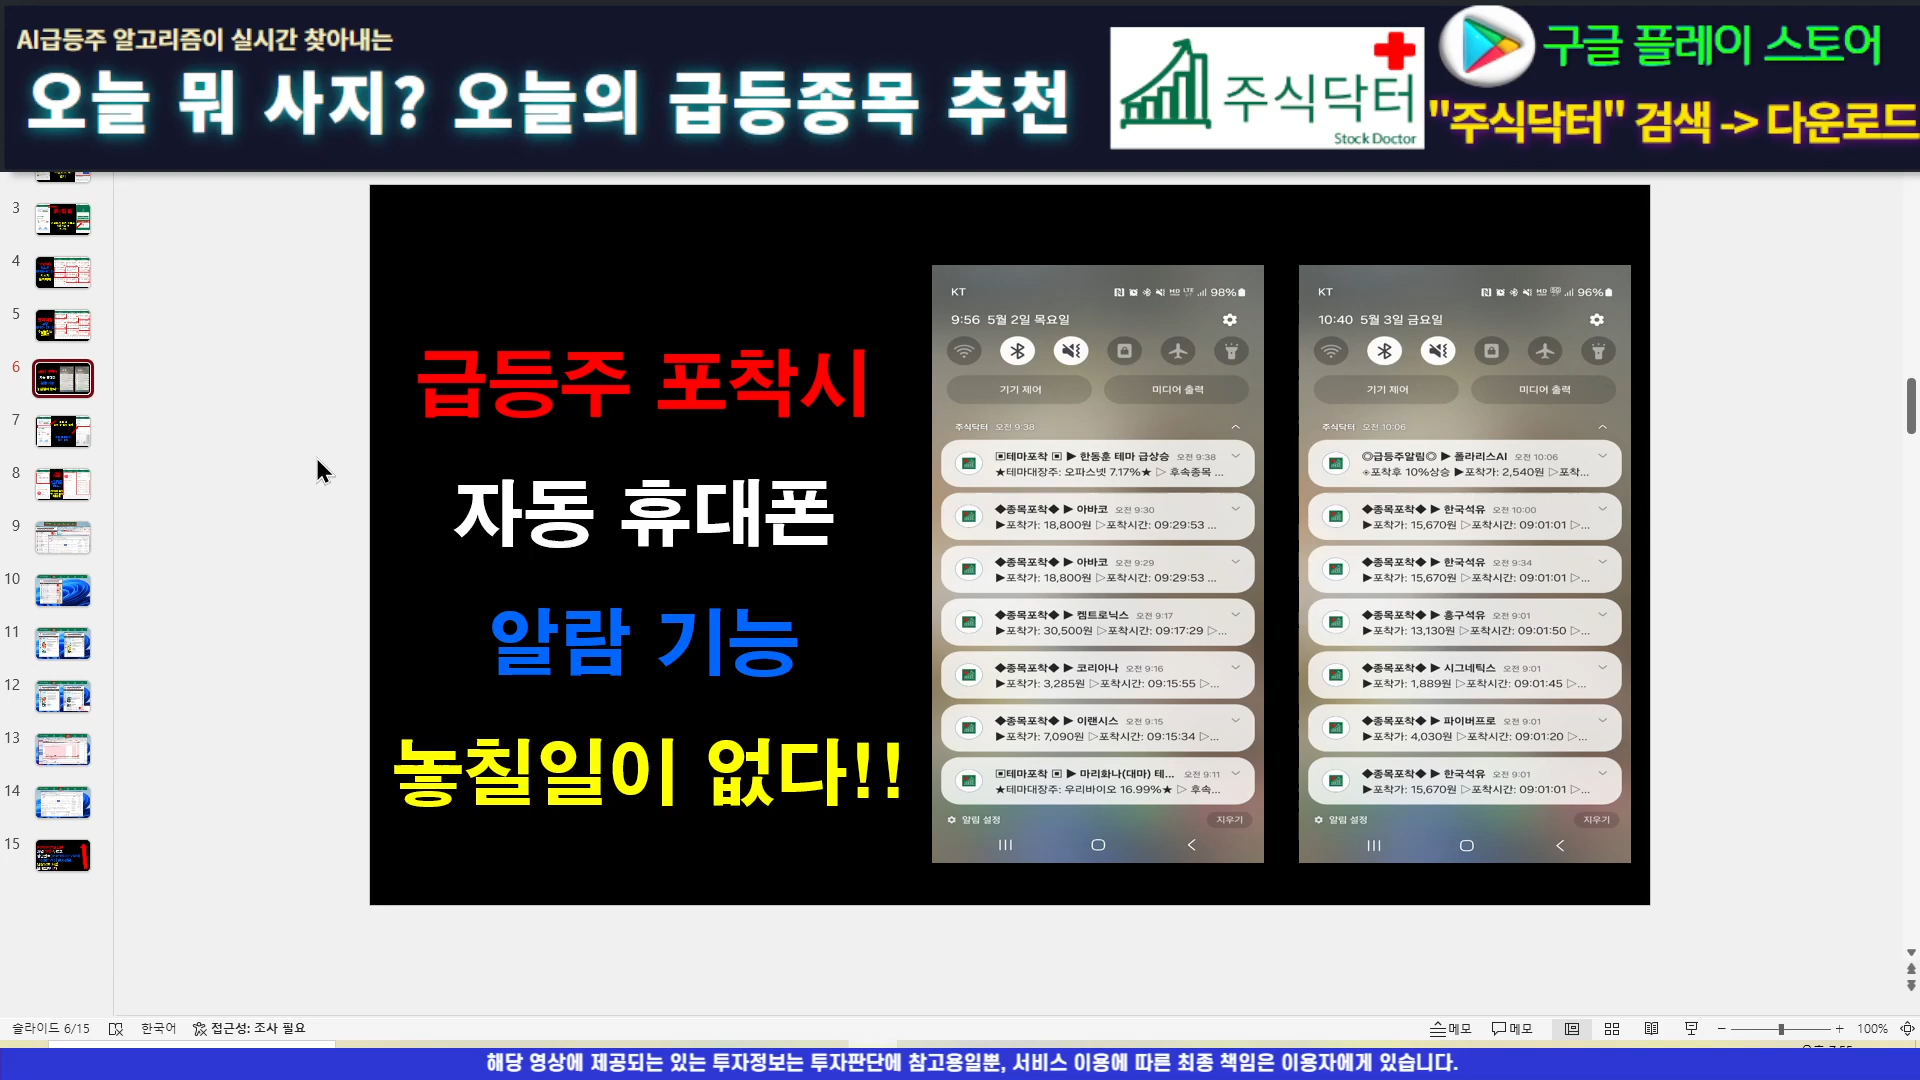 AI급등주 알고리즘이 실시간 찾아내는
오늘 뭐 사지? 오늘의 급등종목 추천
주식닥터
Stock Doctor
구글 플레이 스토어
"주식닥터" 검색 -> 다운로드
3
4
5
6
7
8
9
10
11
12
13
14
15
급등주 포착시
자동 휴대폰
알람 기능
놓칠일이 없다!!
KT
98%
9:56 5월 2일 목요일
기기 제어
미디어 출력
주식닥터 오전 9:38
▣테마포착 ▣ ▶ 한동훈 테마 급상승 오전 9:38
★테마대장주: 오파스넷 7.17%★ ▷ 후속종목 ...
◆종목포착◆ ▶ 아바코 오전 9:30
▶포착가: 18,800원 ▷포착시간: 09:29:53 ...
◆종목포착◆ ▶ 아바코 오전 9:29
▶포착가: 18,800원 ▷포착시간: 09:29:53 ...
◆종목포착◆ ▶ 켐트로닉스 오전 9:17
▶포착가: 30,500원 ▷포착시간: 09:17:29 ▷...
◆종목포착◆ ▶ 코리아나 오전 9:16
▶포착가: 3,285원 ▷포착시간: 09:15:55 ▷...
◆종목포착◆ ▶ 이랜시스 오전 9:15
▶포착가: 7,090원 ▷포착시간: 09:15:34 ▷...
▣테마포착 ▣ ▶ 마리화나(대마) 테... 오전 9:11
★테마대장주: 우리바이오 16.99%★ ▷ 후속...
알림 설정
지우기
KT
96%
10:40 5월 3일 금요일
기기 제어
미디어 출력
주식닥터 오전 10:06
◎급등주알림◎ ▶ 폴라리스AI 오전 10:06
◈포착후 10%상승 ▶포착가: 2,540원 ▷포착...
◆종목포착◆ ▶ 한국석유 오전 10:00
▶포착가: 15,670원 ▷포착시간: 09:01:01 ▷...
◆종목포착◆ ▶ 한국석유 오전 9:34
▶포착가: 15,670원 ▷포착시간: 09:01:01 ▷...
◆종목포착◆ ▶ 흥구석유 오전 9:01
▶포착가: 13,130원 ▷포착시간: 09:01:50 ▷...
◆종목포착◆ ▶ 시그네틱스 오전 9:01
▶포착가: 1,889원 ▷포착시간: 09:01:45 ▷...
◆종목포착◆ ▶ 파이버프로 오전 9:01
▶포착가: 4,030원 ▷포착시간: 09:01:20 ▷...
◆종목포착◆ ▶ 한국석유 오전 9:01
▶포착가: 15,670원 ▷포착시간: 09:01:01 ▷...
알림 설정
지우기
슬라이드 6/15 한국어 접근성: 조사 필요
메모 메모 100%
해당 영상에 제공되는 있는 투자정보는 투자판단에 참고용일뿐, 서비스 이용에 따른 최종 책임은 이용자에게 있습니다.